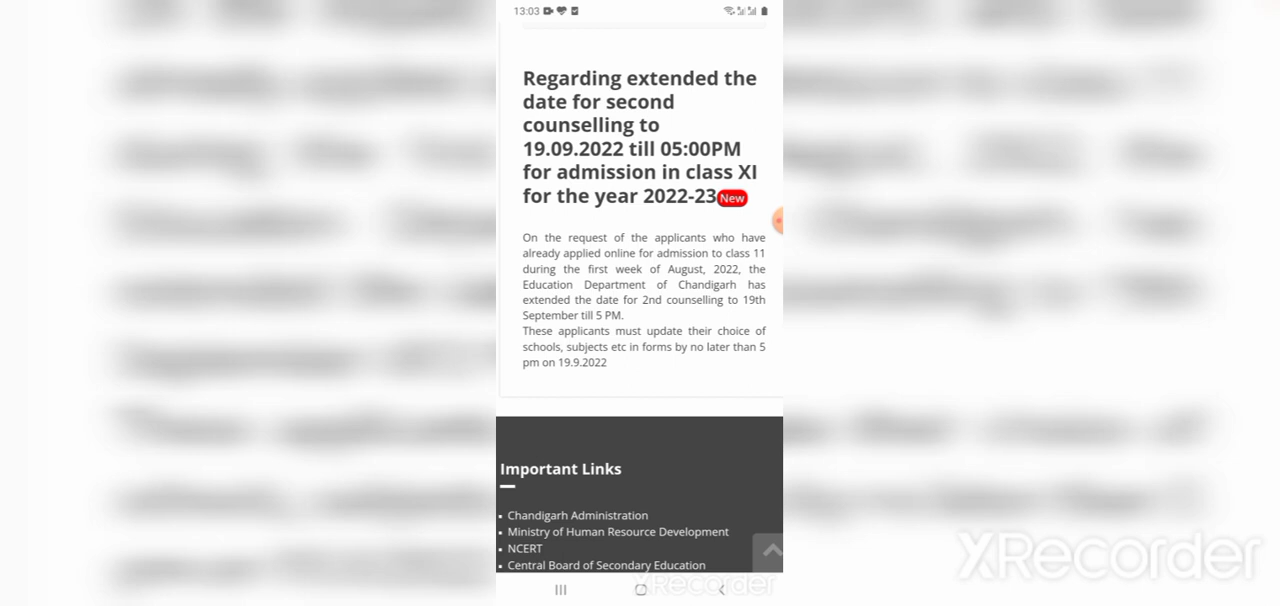 13:03
Regarding extended the
date for second
counselling to
19.09.2022 till 05:00PM
for admission in class XI
for the year 2022-23 New
On the request of the applicants who have
already applied online for admission to class 11
during the first week of August, 2022, the
Education Department of Chandigarh has
extended the date for 2nd counselling to 19th
September till 5 PM.
These applicants must update their choice of
schools, subjects etc in forms by no later than 5
pm on 19.9.2022
Important Links
Chandigarh Administration
Ministry of Human Resource Development
NCERT
Central Board of Secondary Education
XRecorder
XRecorder